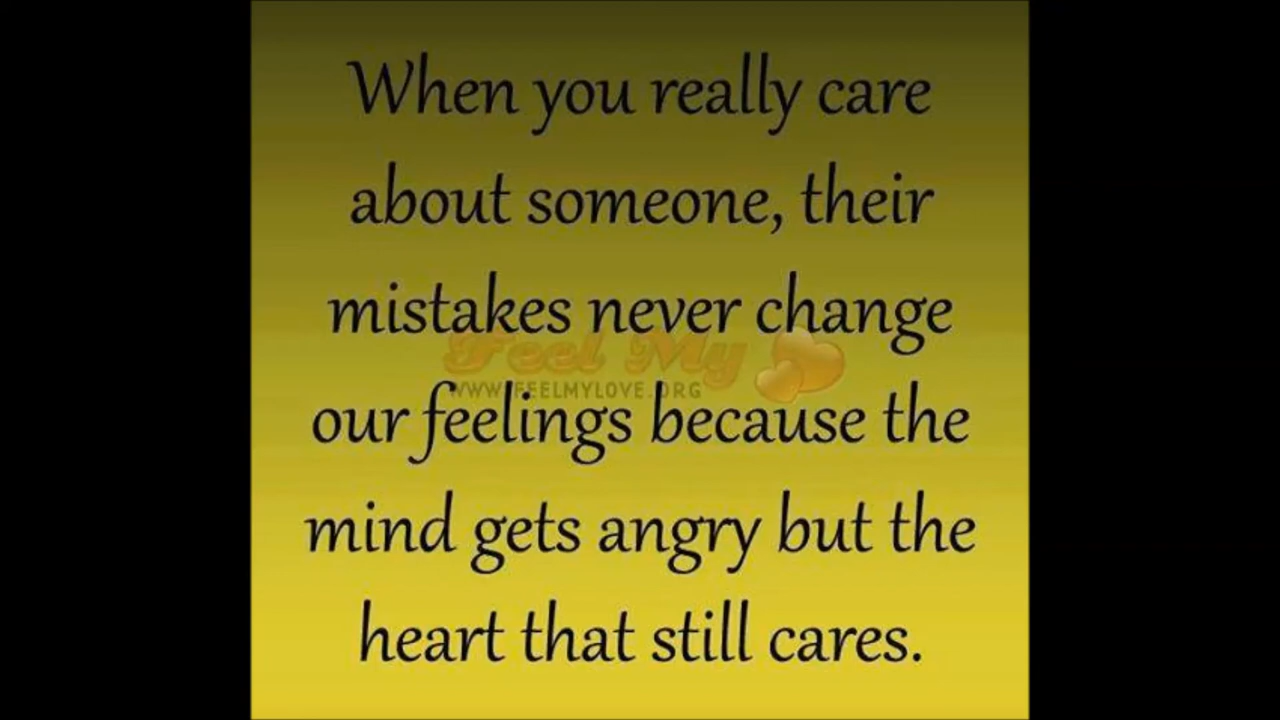 When you really care
about someone, their
mistakes never change
Feel My
WWW.FEELMYLOVE.ORG
our feelings because the
mind gets angry but the
heart that still cares.